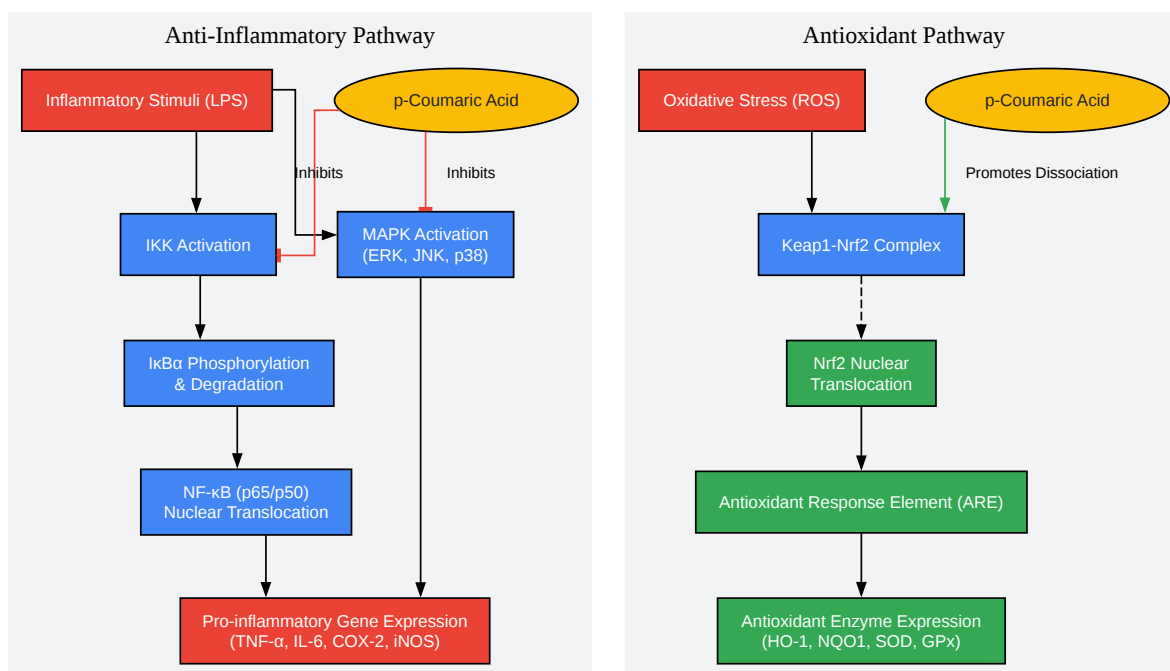 Anti-Inflammatory Pathway
Inflammatory Stimuli (LPS)
p-Coumaric Acid
Inhibits
Inhibits
IKK Activation
MAPK Activation
(ERK, JNK, p38)
IκBα Phosphorylation
& Degradation
NF-κB (p65/p50)
Nuclear Translocation
Pro-inflammatory Gene Expression
(TNF-α, IL-6, COX-2, iNOS)
Antioxidant Pathway
Oxidative Stress (ROS)
p-Coumaric Acid
Promotes Dissociation
Keap1-Nrf2 Complex
Nrf2 Nuclear
Translocation
Antioxidant Response Element (ARE)
Antioxidant Enzyme Expression
(HO-1, NQO1, SOD, GPx)